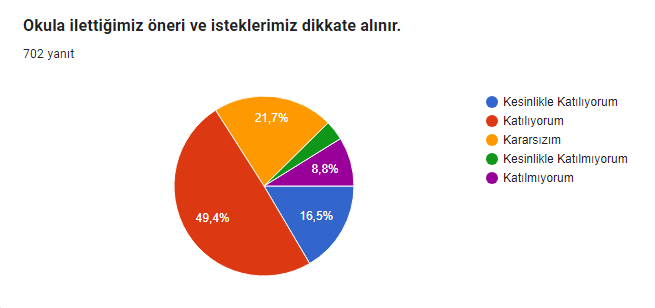 Okula ilettiğimiz öneri ve isteklerimiz dikkate alınır.
702 yanıt
Kesinlikle Katılıyorum
Katılıyorum
Kararsızım
Kesinlikle Katılmıyorum
Katılmıyorum
21,7%
8,8%
16,5%
49,4%